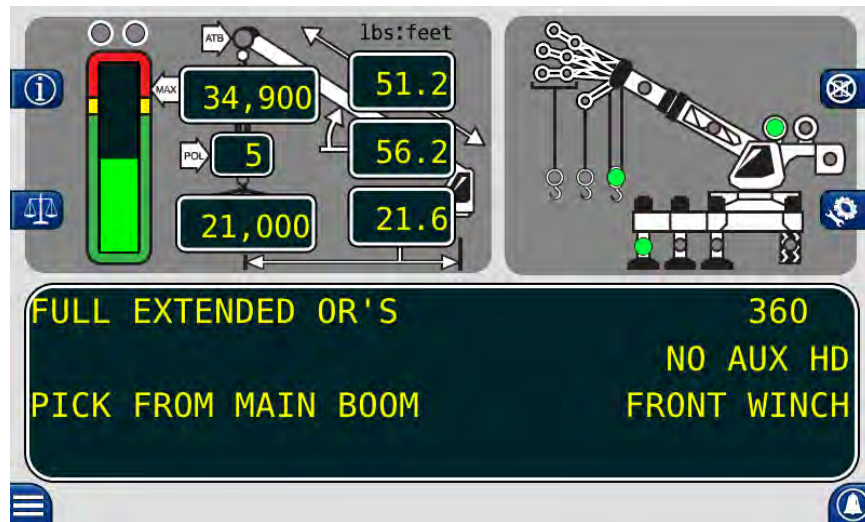 ATB
lbs:feet
MAX
34,900
51.2
POL
5
56.2
21,000
21.6
FULL EXTENDED OR'S 360
NO AUX HD
PICK FROM MAIN BOOM FRONT WINCH